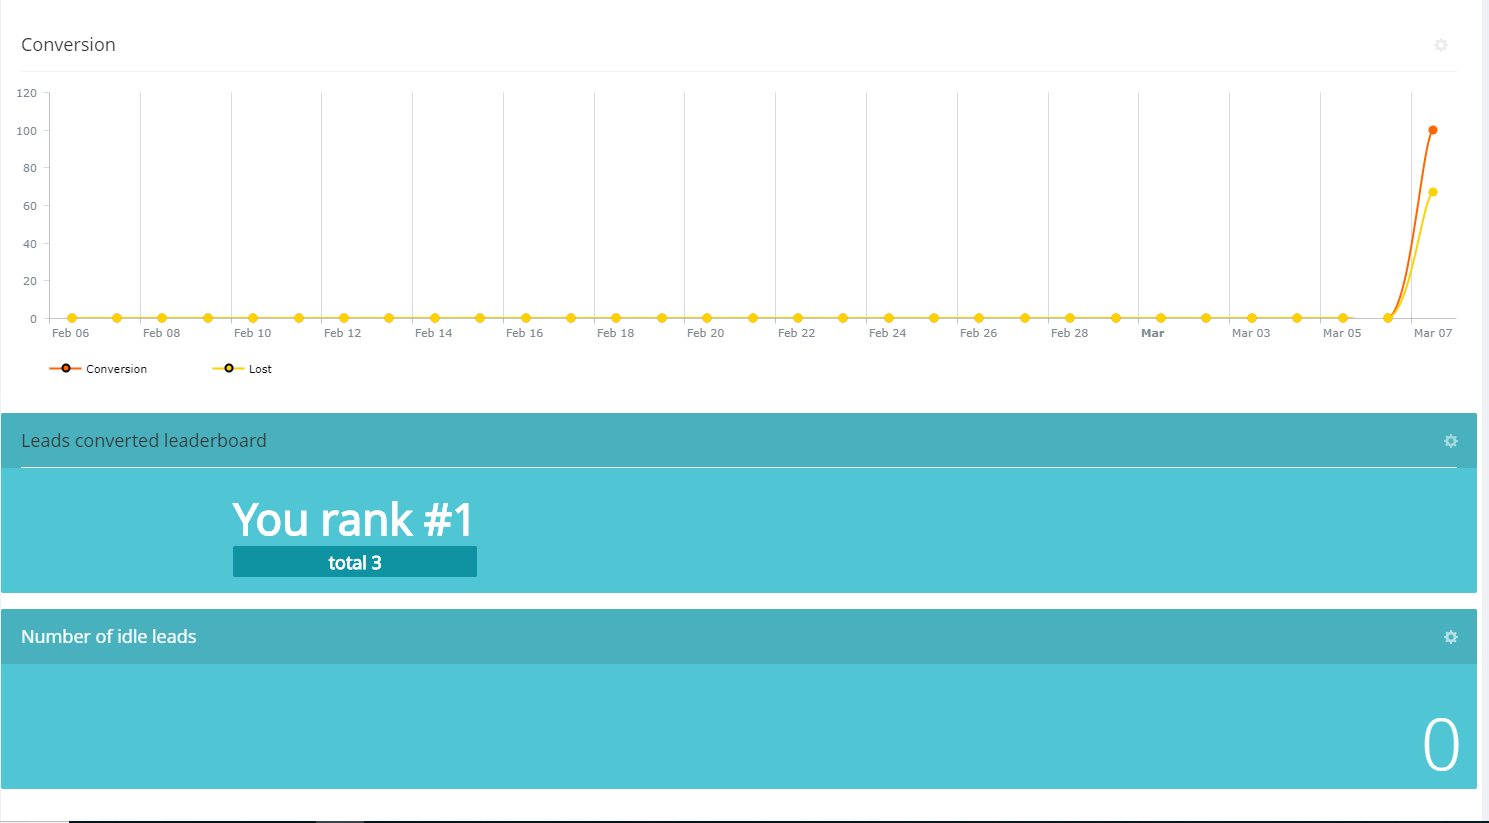 Conversion
120
100
80
60
40
20
0
Feb 06 Feb 08 Feb 10 Feb 12 Feb 14 Feb 16 Feb 18 Feb 20 Feb 22 Feb 24 Feb 26 Feb 28 Mar Mar 03 Mar 05 Mar 07
Conversion Lost
Leads converted leaderboard
You rank #1
total 3
Number of idle leads
0